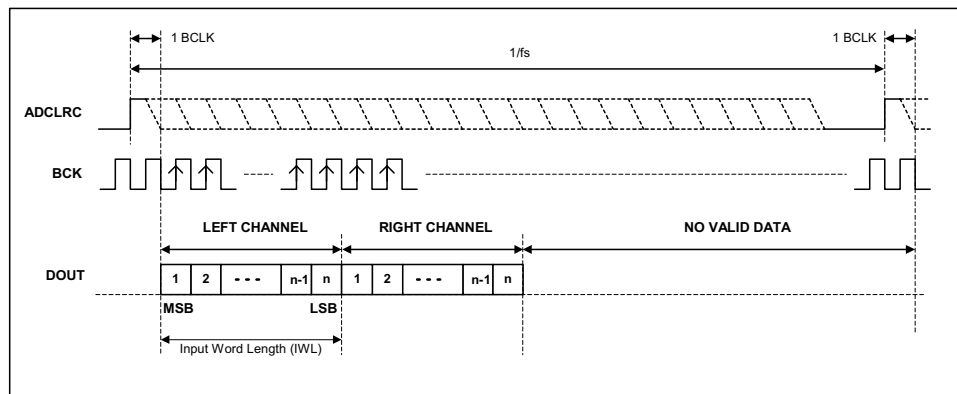 1 BCLK
1 BCLK
1/fs
ADCLRC
BCK
LEFT CHANNEL
RIGHT CHANNEL
NO VALID DATA
DOUT
1 2 - - - n-1 n 1 2 - - - n-1 n
MSB
LSB
Input Word Length (IWL)